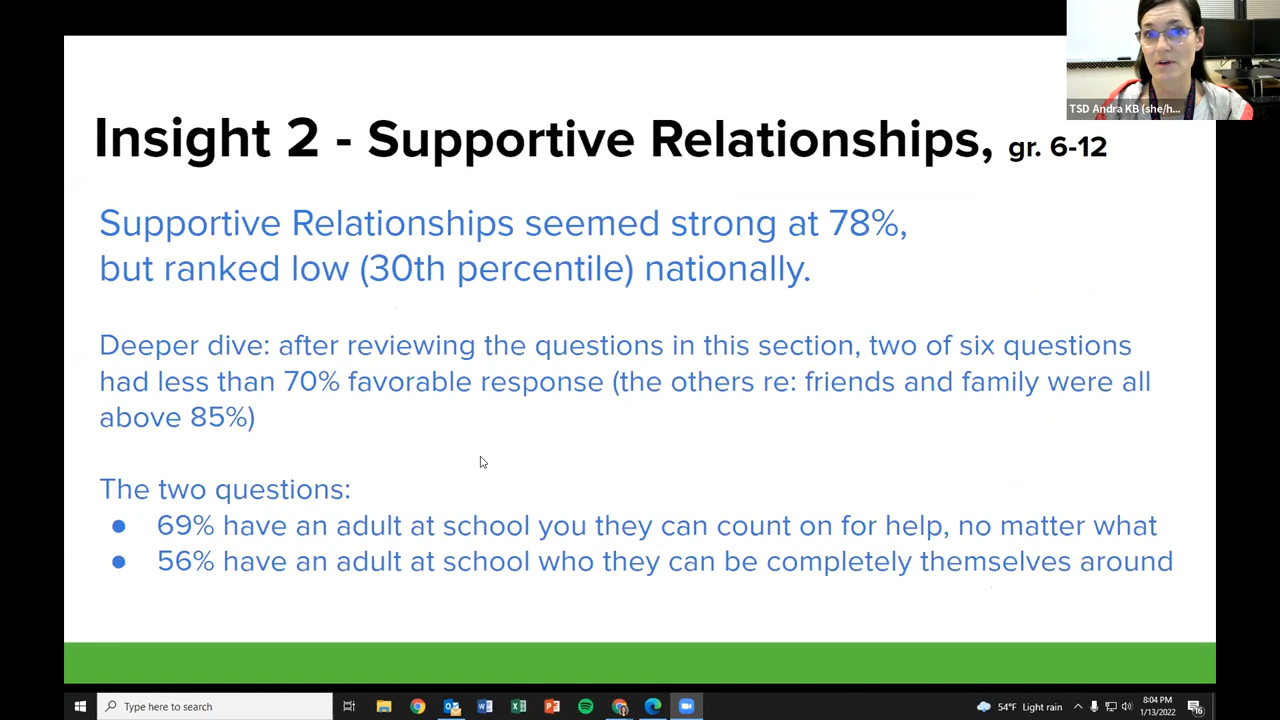 TSD Andra KB (she/h...
Insight 2 - Supportive Relationships, gr. 6-12
Supportive Relationships seemed strong at 78%,
but ranked low (30th percentile) nationally.
Deeper dive: after reviewing the questions in this section, two of six questions
had less than 70% favorable response (the others re: friends and family were all
above 85%)
The two questions:
● 69% have an adult at school you they can count on for help, no matter what
● 56% have an adult at school who they can be completely themselves around
Type here to search
54°F Light rain
8:04 PM
1/13/2022
16